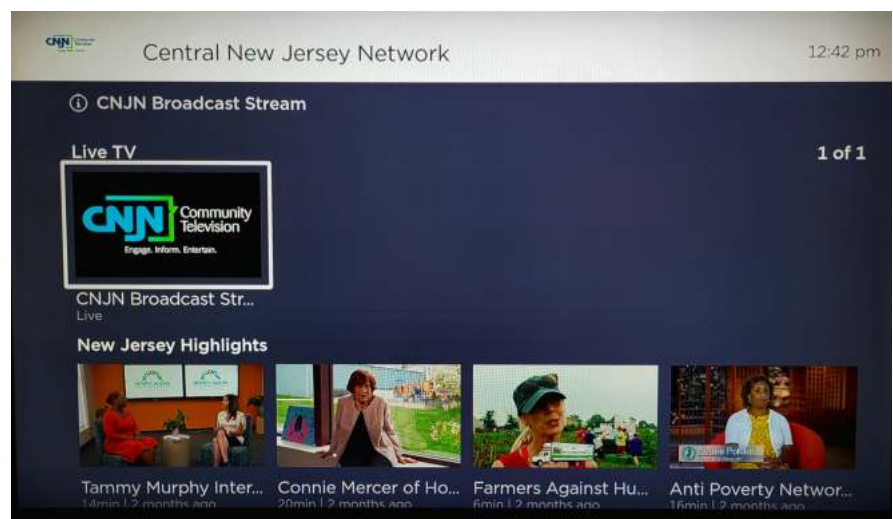 CNJN Community
Television
Central New Jersey Network
12:42 pm
CNJN Broadcast Stream
Live TV
1 of 1
CNJN Community
Television
Engage. Inform. Entertain.
CNJN Broadcast Str...
Live
New Jersey Highlights
Tammy Murphy Inter...
Connie Mercer of Ho...
Farmers Against Hu...
Anti Poverty Networ...
14min | 2 months ago
20min | 2 months ago
6min | 2 months ago
16min | 2 months ago